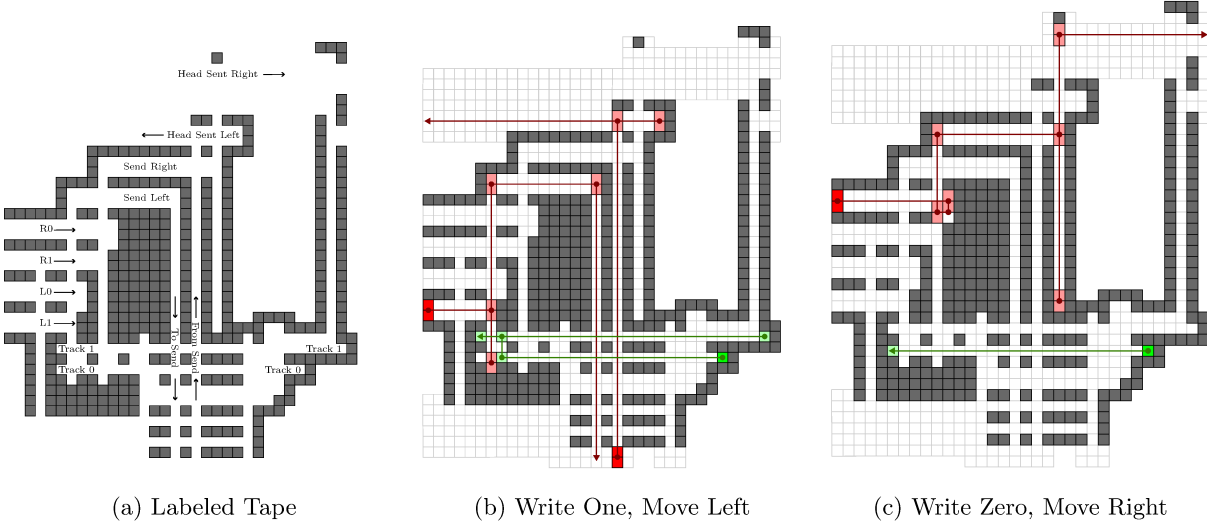 Head Sent Right
Head Sent Left
Send Right
Send Left
R0
R1
L0
L1
To Send
From Send
Track 1
Track 1
Track 0
Track 0
(a) Labeled Tape
(b) Write One, Move Left
(c) Write Zero, Move Right